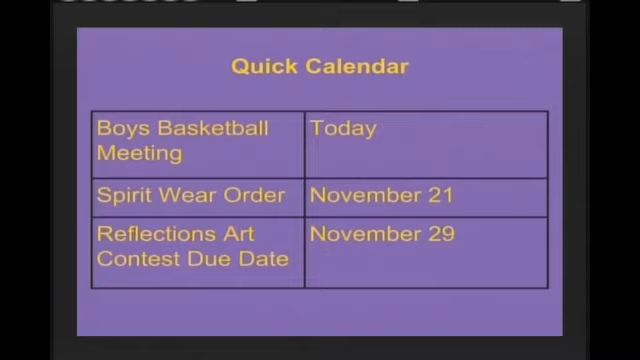 Quick Calendar
Boys Basketball Today
Meeting
Spirit Wear Order November 21
Reflections Art November 29
Contest Due Date